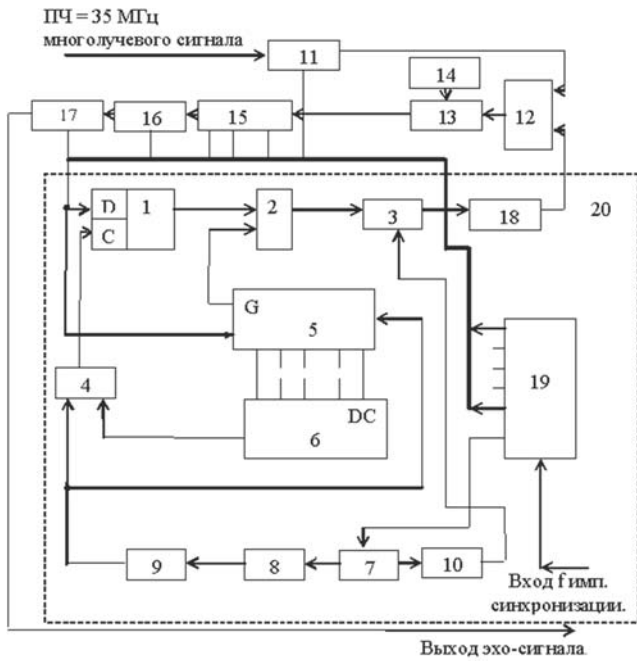 ПЧ = 35 МГц
многолучевого сигнала
11
14
17
16
15
13
12
D
1
2
3
18
20
C
G
5
19
4
DC
6
9
8
7
10
Вход f имп.
синхронизации.
Выход эхо-сигнала